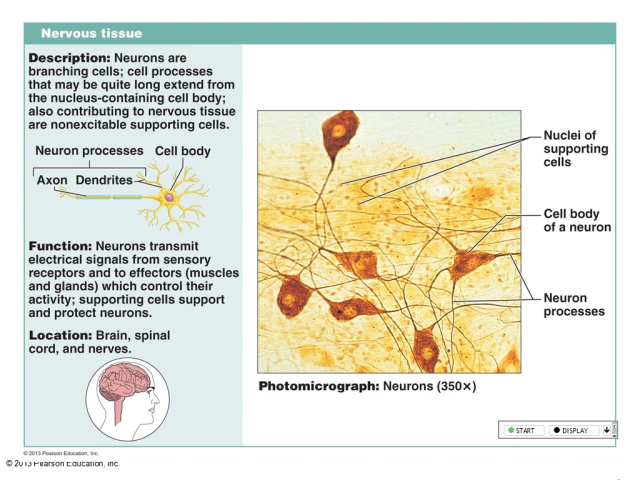 Nervous tissue
Description: Neurons are
branching cells; cell processes
that may be quite long extend from
the nucleus-containing cell body;
also contributing to nervous tissue
are nonexcitable supporting cells.
Neuron processes Cell body
Axon Dendrites
Function: Neurons transmit
electrical signals from sensory
receptors and to effectors (muscles
and glands) which control their
activity; supporting cells support
and protect neurons.
Location: Brain, spinal
cord, and nerves.
Nuclei of
supporting
cells
Cell body
of a neuron
Neuron
processes
Photomicrograph: Neurons (350×)
START DISPLAY
© 2013 Pearson Education, Inc.
© 2013 Pearson Education, Inc.